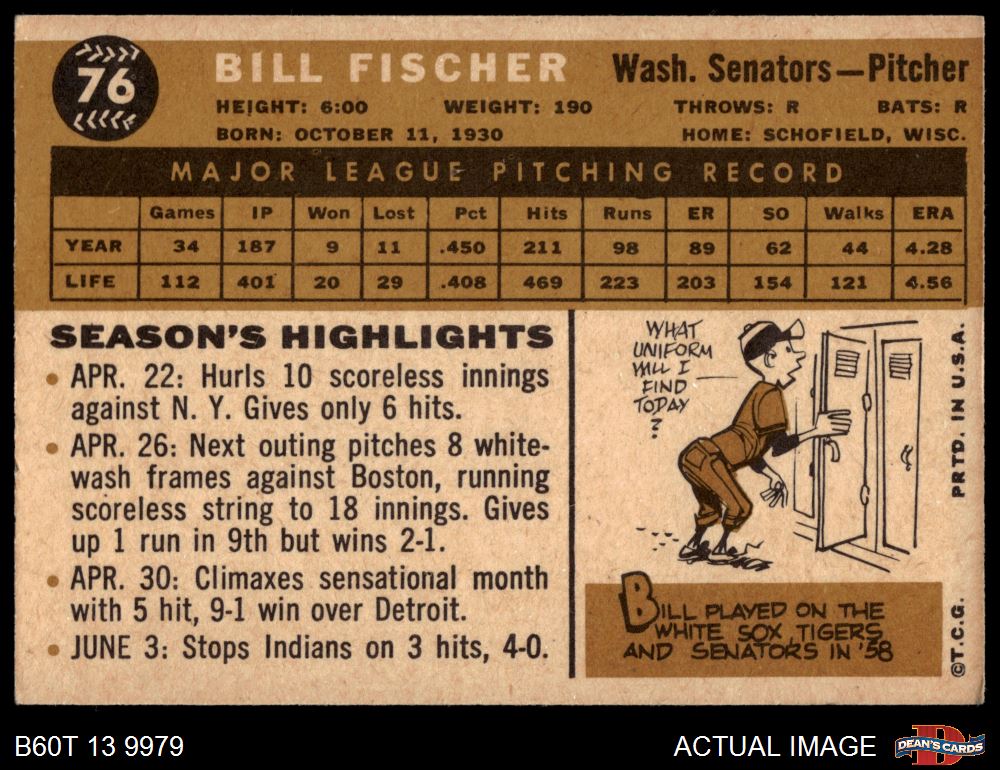 76
BILL FISCHER
Wash. Senators—Pitcher
HEIGHT: 6:00 WEIGHT: 190 THROWS: R BATS: R
BORN: OCTOBER 11, 1930 HOME: SCHOFIELD, WISC.
MAJOR LEAGUE PITCHING RECORD
Games IP Won Lost Pct Hits Runs ER SO Walks ERA
YEAR 34 187 9 11 .450 211 98 89 62 44 4.28
LIFE 112 401 20 29 .408 469 223 203 154 121 4.56
SEASON'S HIGHLIGHTS
• APR. 22: Hurls 10 scoreless innings
against N. Y. Gives only 6 hits.
• APR. 26: Next outing pitches 8 white-
wash frames against Boston, running
scoreless string to 18 innings. Gives
up 1 run in 9th but wins 2-1.
• APR. 30: Climaxes sensational month
with 5 hit, 9-1 win over Detroit.
• JUNE 3: Stops Indians on 3 hits, 4-0.
WHAT
UNIFORM
WILL I
FIND
TODAY
?
BILL PLAYED ON THE
WHITE SOX, TIGERS
AND SENATORS IN '58
©T.C.G. PRTD. IN U.S.A.
B60T 13 9979
ACTUAL IMAGE
D
DEAN'S CARDS